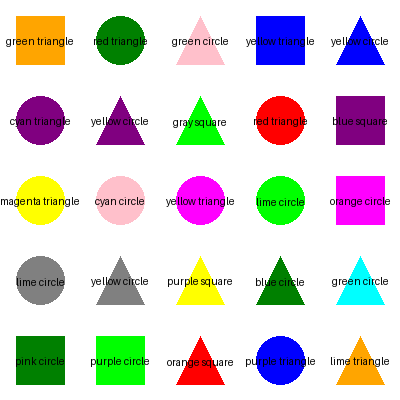 green triangle
red triangle
green circle
yellow triangle
yellow circle
cyan triangle
yellow circle
gray square
red triangle
blue square
magenta triangle
cyan circle
yellow triangle
lime circle
orange circle
lime circle
yellow circle
purple square
blue circle
green circle
pink circle
purple circle
orange square
purple triangle
lime triangle